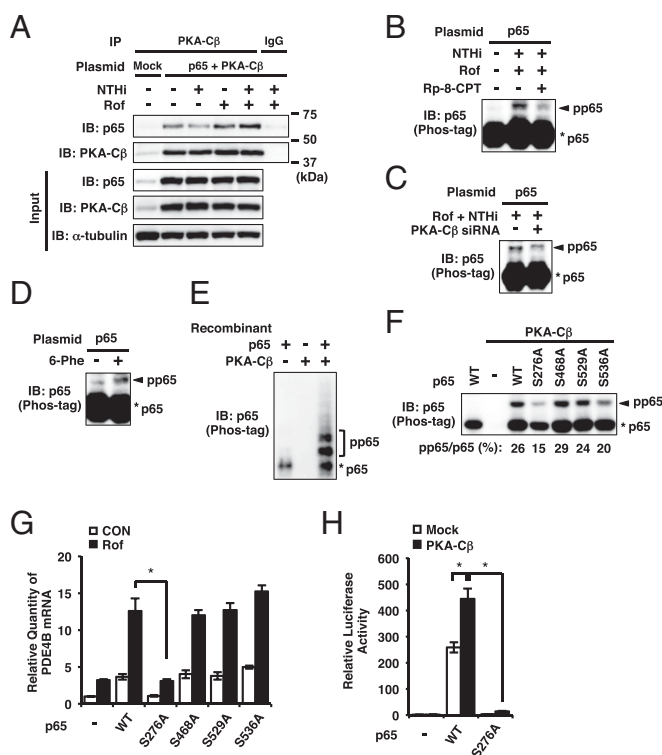 A
IP PKA-Cβ IgG
Plasmid Mock p65 + PKA-Cβ
NTHi - - + - + +
Rof - - - + + +
75
IB: p65
50
IB: PKA-Cβ
37
(kDa)
Input
IB: p65
IB: PKA-Cβ
IB: α-tubulin
B
Plasmid p65
NTHi - + +
Rof - + +
Rp-8-CPT - - +
IB: p65
(Phos-tag)
pp65
* p65
C
Plasmid p65
Rof + NTHi + +
PKA-Cβ siRNA - +
IB: p65
(Phos-tag)
pp65
* p65
D
Plasmid p65
6-Phe - +
IB: p65
(Phos-tag)
pp65
* p65
E
Recombinant
p65 + - +
PKA-Cβ - + +
IB: p65
(Phos-tag)
pp65
* p65
F
PKA-Cβ
p65 WT - WT S276A S468A S529A S536A
IB: p65
(Phos-tag)
pp65
* p65
pp65/p65 (%): 26 15 29 24 20
G
CON
Rof
Relative Quantity of
PDE4B mRNA
20
15
10
5
0
*
p65 - WT S276A S468A S529A S536A
H
Mock
PKA-Cβ
Relative Luciferase
Activity
600
500
400
300
200
100
0
* *
p65 - WT S276A